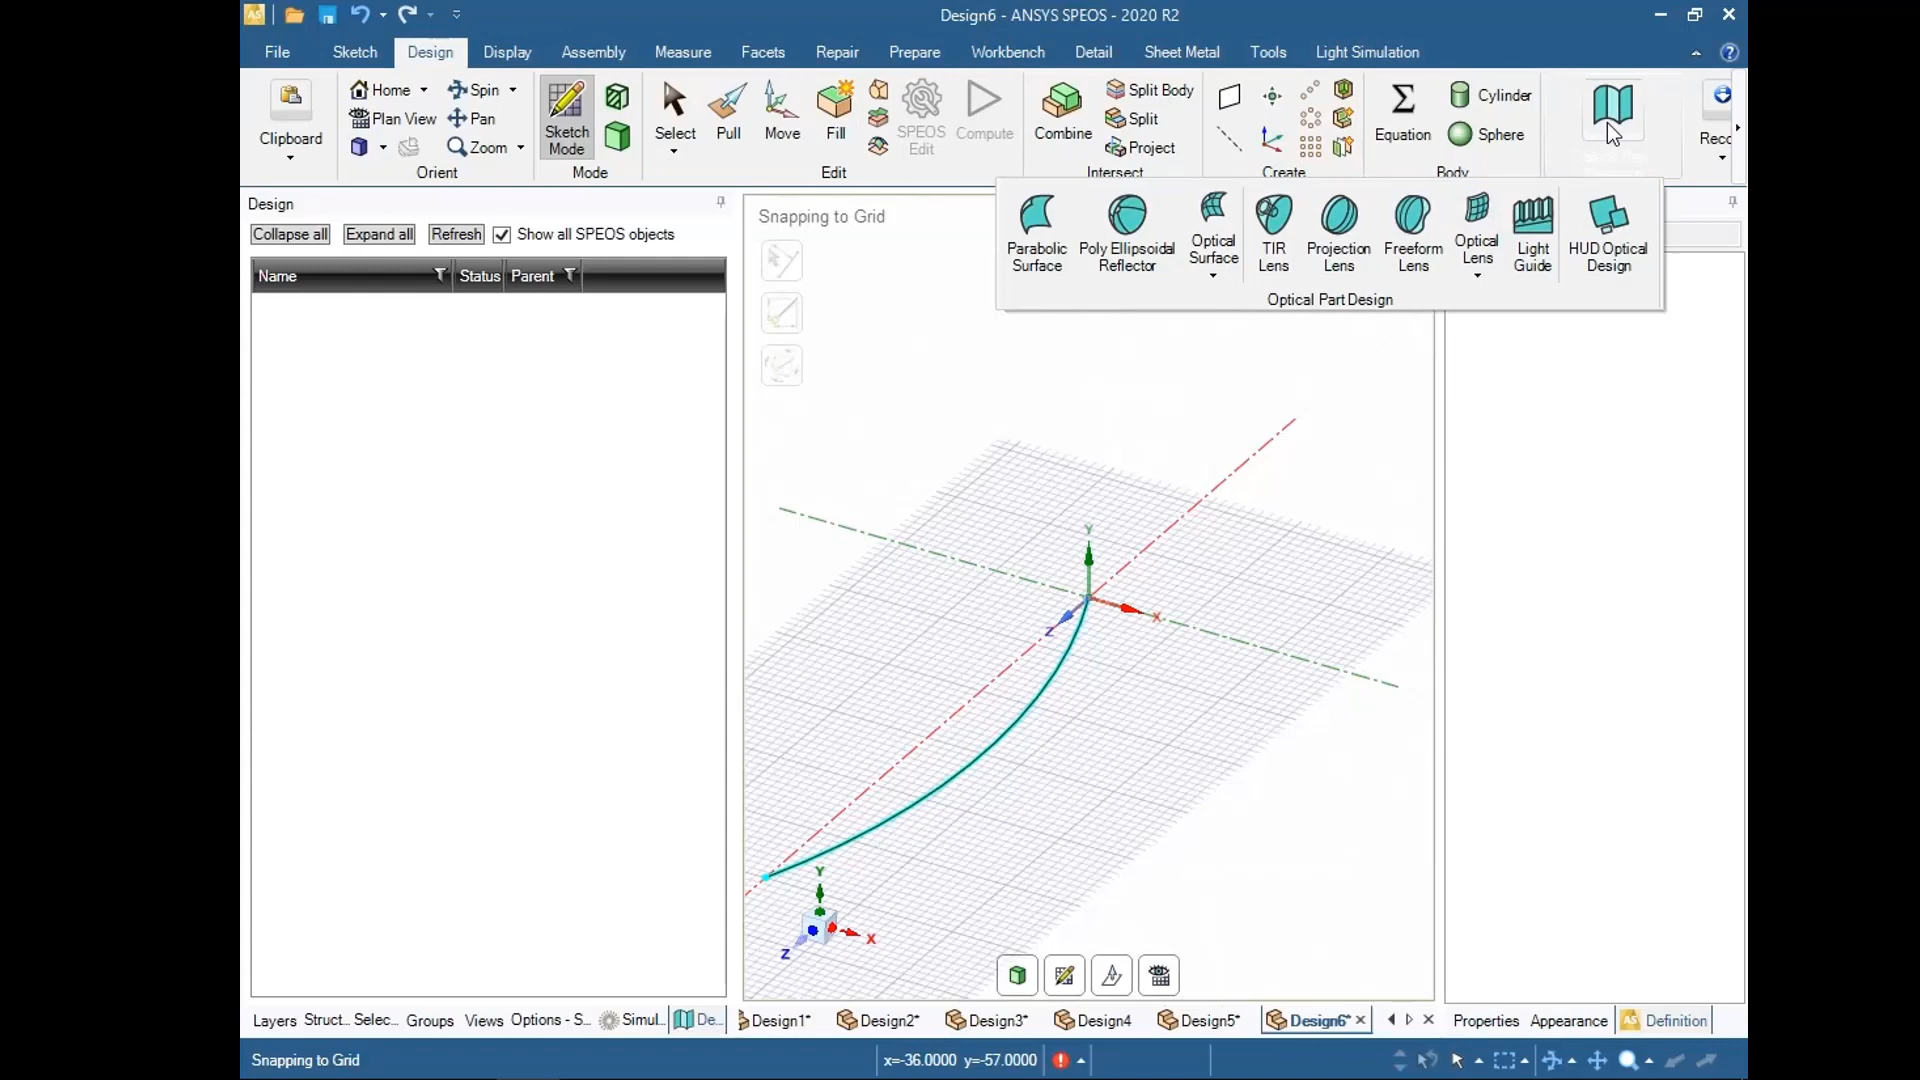 AS Design6 - ANSYS SPEOS - 2020 R2
File Sketch Design Display Assembly Measure Facets Repair Prepare Workbench Detail Sheet Metal Tools Light Simulation
Clipboard
Home Spin
Plan View Pan
Zoom
Orient
Sketch Mode
Mode
Select Pull Move Fill SPEOS Edit Compute
Edit
Combine Split Body
Split
Project
Intersect
Create
Equation Cylinder
Sphere
Body
Reco
Design
Collapse all Expand all Refresh Show all SPEOS objects
Name Status Parent
Snapping to Grid
Parabolic Surface
Poly Ellipsoidal Reflector
Optical Surface
TIR Lens
Projection Lens
Freeform Lens
Optical Lens
Light Guide
HUD Optical Design
Optical Part Design
Y
X
Z
Y
X
Z
Layers Struct... Selec... Groups Views Options - S... Simul... De... Design1* Design2* Design3* Design4 Design5* Design6* Properties Appearance AS Definition
Snapping to Grid x=-36.0000 y=-57.0000